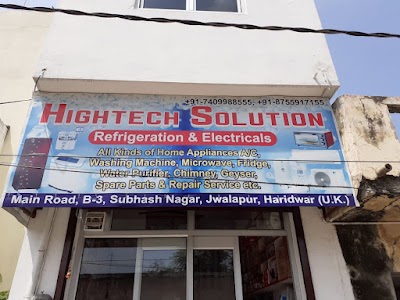 +91-7409988555, +91-8755917155
HIGHTECH SOLUTION
Refrigeration & Electricals
All Kinds of Home Appliances A/C,
Washing Machine, Microwave, Fridge,
Water Purifier, Chimney, Geyser,
Spare Parts & Repair Service etc.
Main Road, B-3, Subhash Nagar, Jwalapur, Haridwar (U.K.)